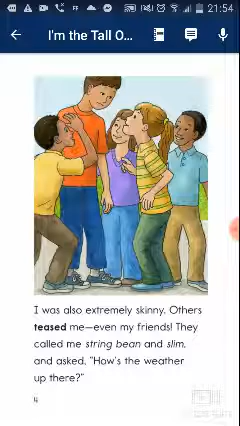 21:54
I'm the Tall O...
I was also extremely skinny. Others
teased me—even my friends! They
called me string bean and slim,
and asked, "How's the weather
up there?"
4